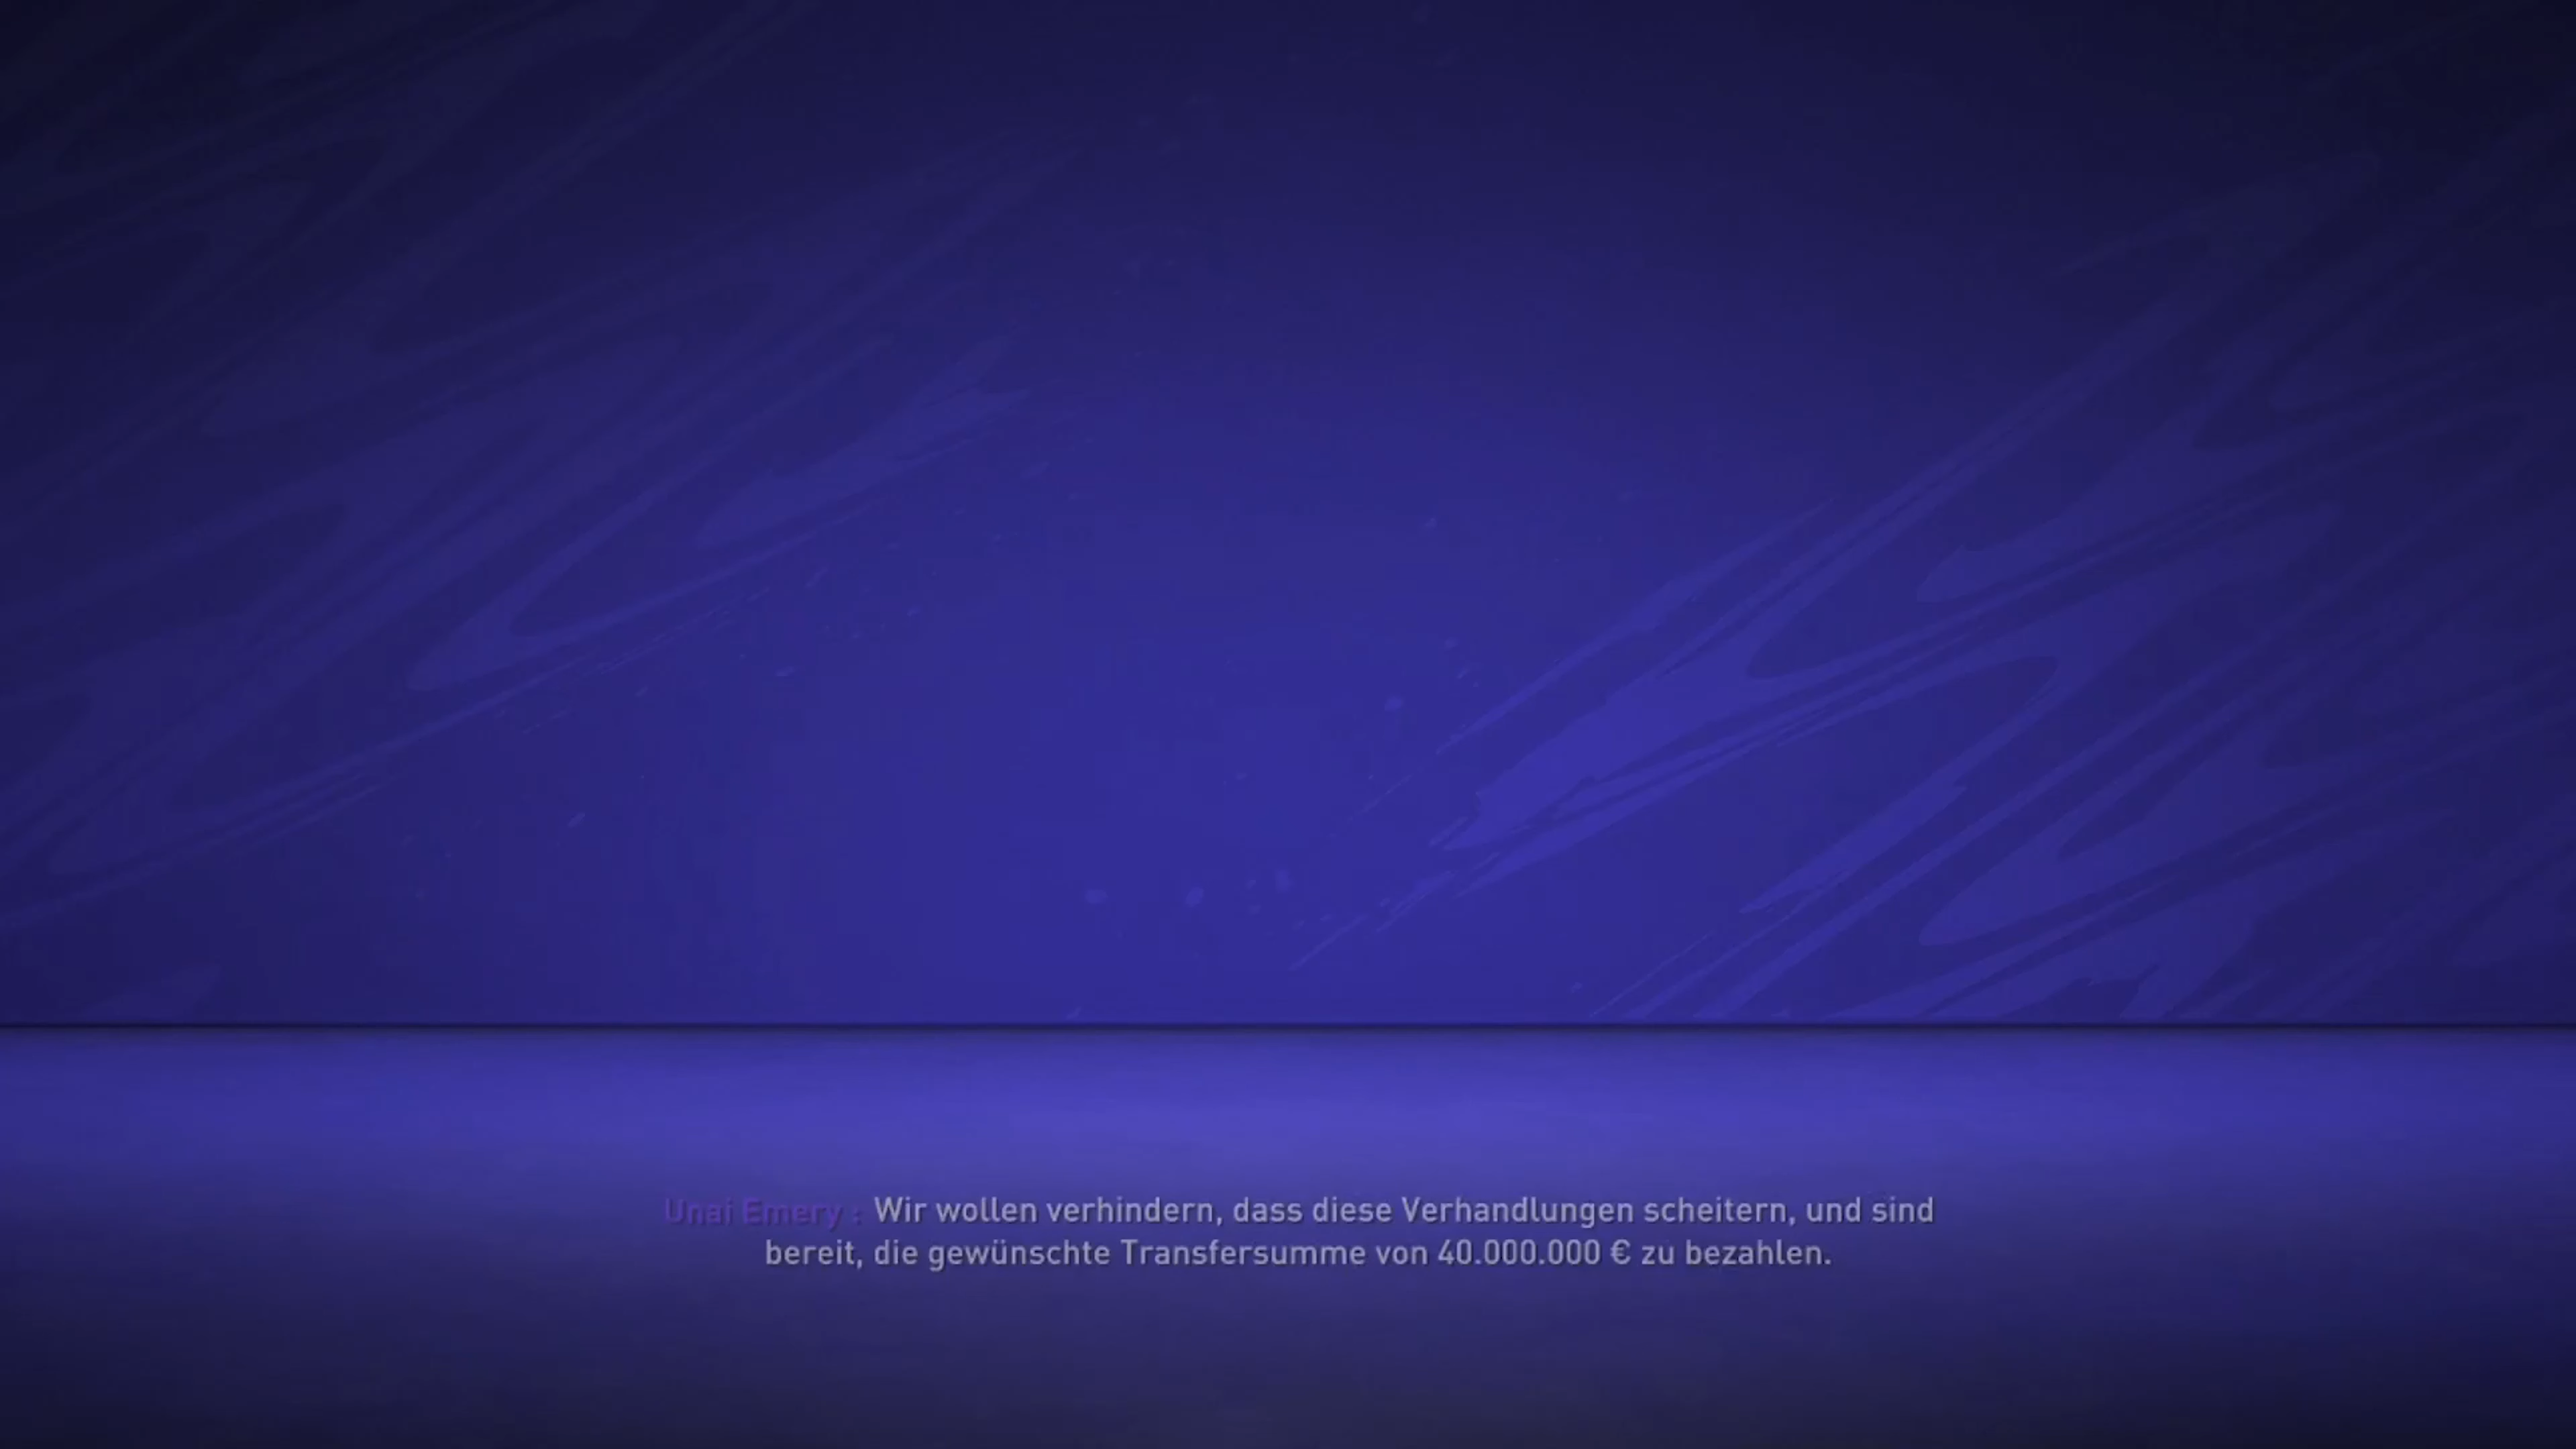 Unai Emery : Wir wollen verhindern, dass diese Verhandlungen scheitern, und sind
bereit, die gewünschte Transfersumme von 40.000.000 € zu bezahlen.